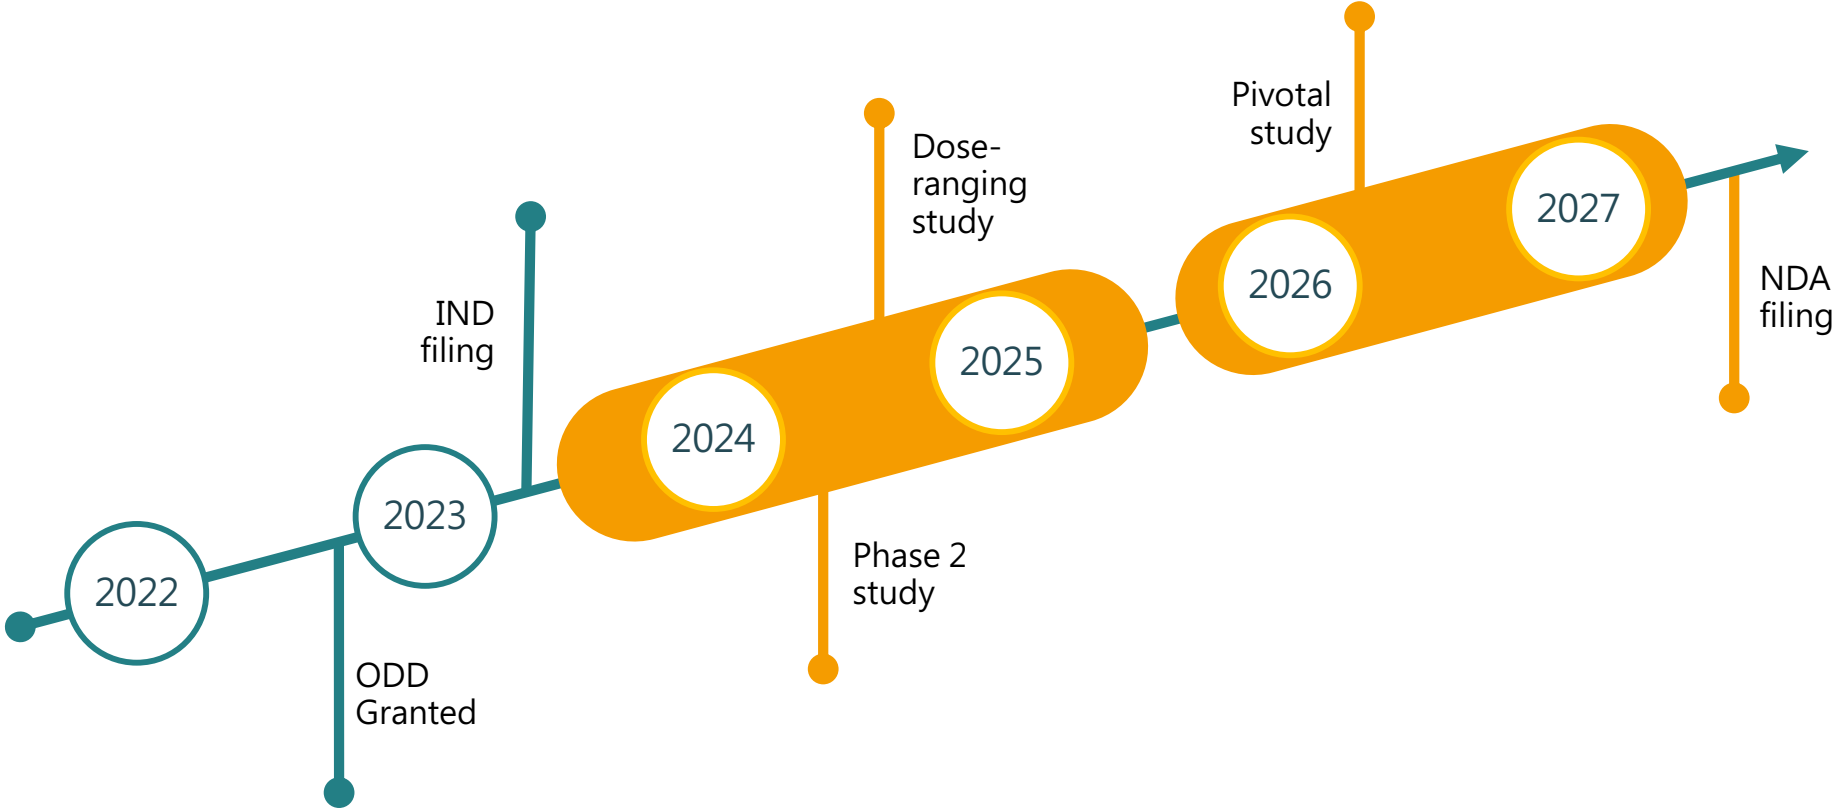 2022
ODD
Granted
2023
IND
filing
2024
Phase 2
study
Dose-
ranging
study
2025
2026
Pivotal
study
2027
NDA
filing